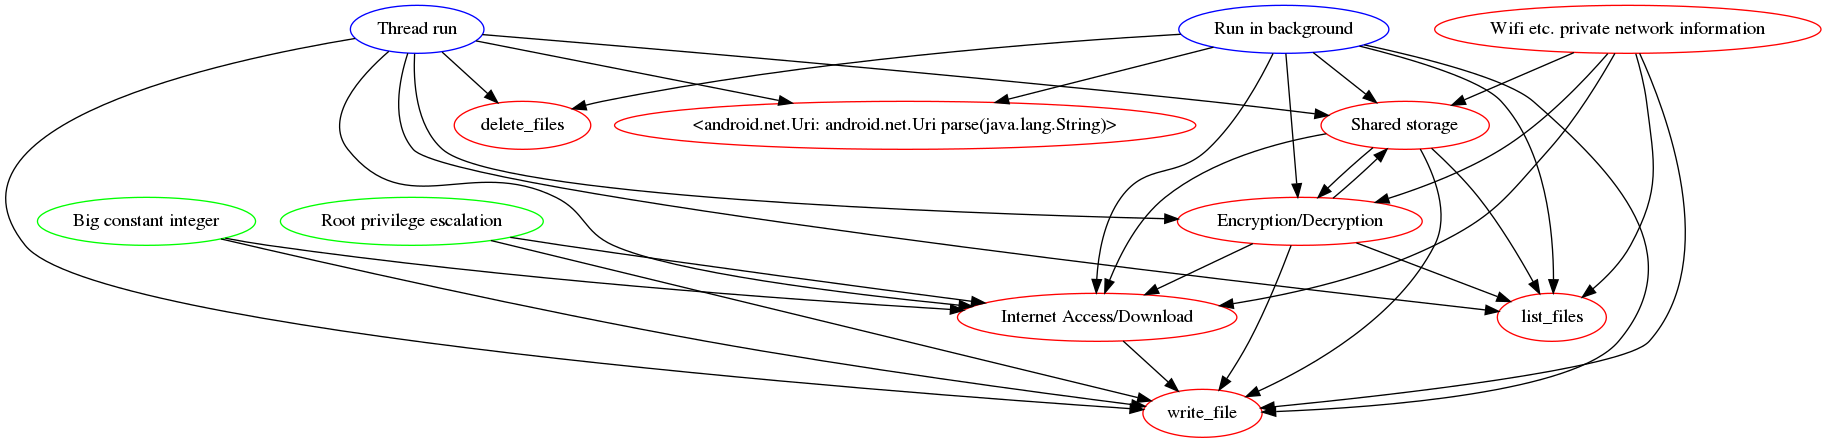 Thread run
Run in background
Wifi etc. private network information
delete_files
<android.net.Uri: android.net.Uri parse(java.lang.String)>
Shared storage
Big constant integer
Root privilege escalation
Encryption/Decryption
Internet Access/Download
list_files
write_file